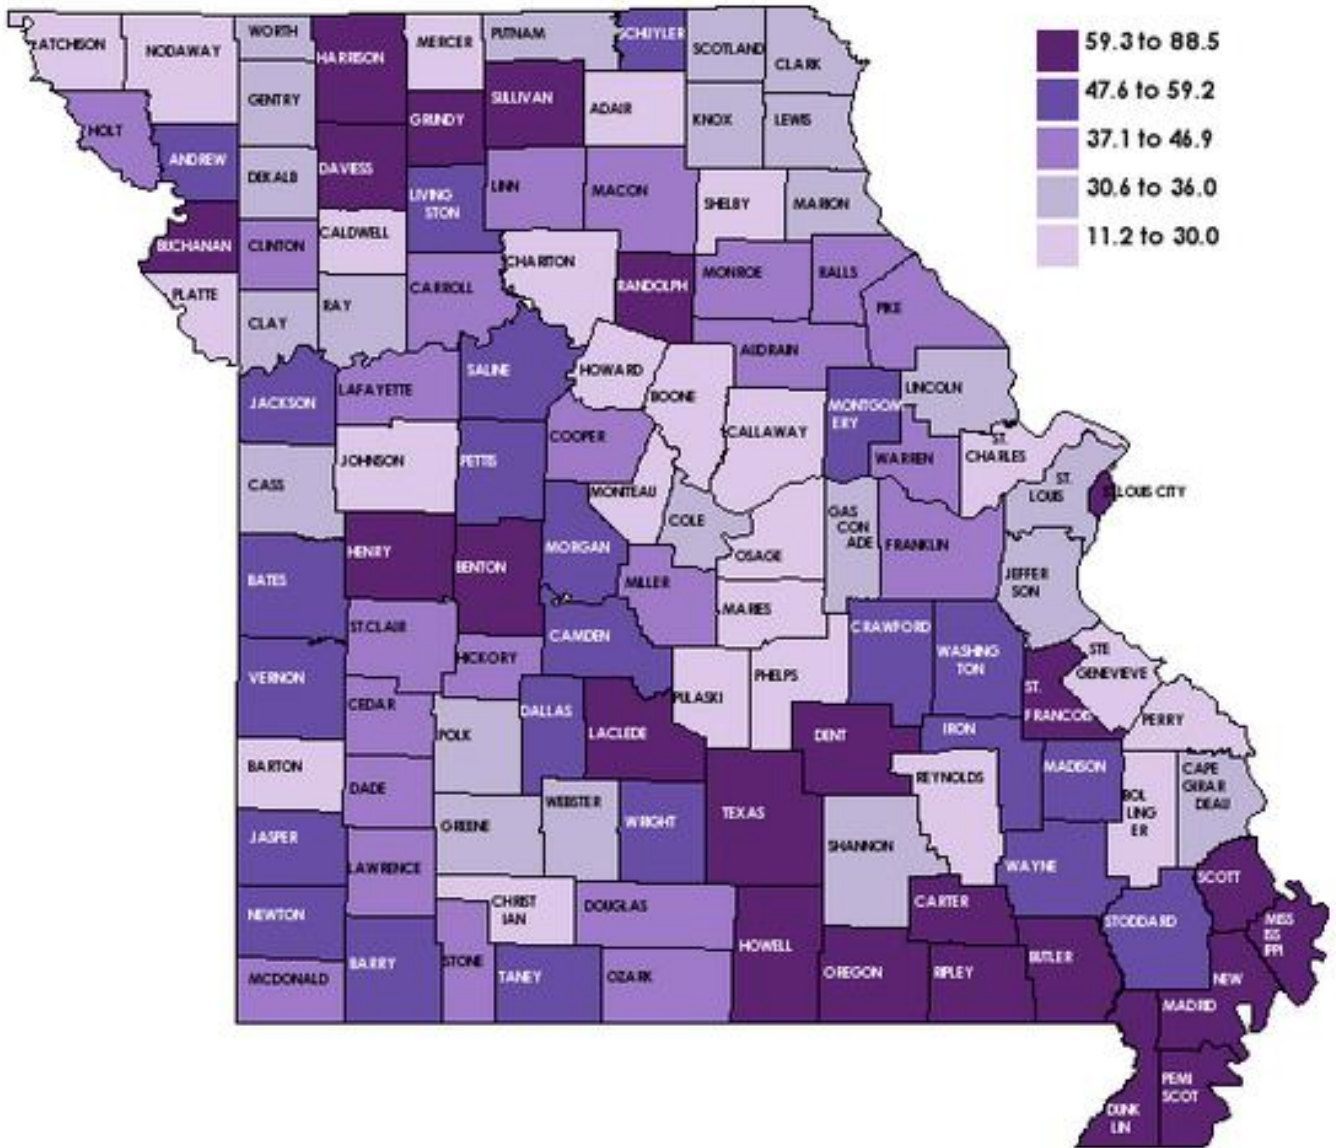 59.3 to 88.5
47.6 to 59.2
37.1 to 46.9
30.6 to 36.0
11.2 to 30.0
ATCHISON
NODAWAY
WORTH
HARRISON
MERCER
PUTNAM
SCHUYLER
SCOTLAND
CLARK
HOLT
GENTRY
GRUNDY
SULLIVAN
ADAIR
KNOX
LEWIS
ANDREW
DEKALB
DAVIESS
LIVING
STON
LINN
MACON
SHELBY
MARION
BUCHANAN
CLINTON
CALDWELL
CHARITON
RANDOLPH
MONROE
RALLS
PIKE
PLATTE
CLAY
RAY
CARROLL
AUDRAIN
JACKSON
LAFAYETTE
SALINE
HOWARD
BOONE
CALLAWAY
MONTGOM
ERY
LINCOLN
CASS
JOHNSON
PETTIS
COOPER
MONITEAU
COLE
OSAGE
GAS
CON
ADE
WARREN
ST.
CHARLES
ST.
LOUIS
ST LOUIS CITY
FRANKLIN
JEFFER
SON
BATES
HENRY
BENTON
MORGAN
MILLER
MARIES
VERNON
ST.CLAIR
HICKORY
CAMDEN
PULASKI
PHELPS
CRAWFORD
WASHING
TON
ST.
FRANCOIS
STE
GENEVIEVE
PERRY
CEDAR
POLK
DALLAS
LACLEDE
DENT
IRON
REYNOLDS
MADISON
BOL
LING
ER
CAPE
GIRAR
DEAU
BARTON
DADE
GREENE
WEBSTER
WRIGHT
TEXAS
SHANNON
WAYNE
JASPER
LAWRENCE
CHRIST
IAN
DOUGLAS
HOWELL
CARTER
STODDARD
SCOTT
MISS
ISS
IPPI
NEWTON
BARRY
STONE
TANEY
OZARK
OREGON
RIPLEY
BUTLER
NEW
MADRID
MCDONALD
DUNK
LIN
PEMI
SCOT